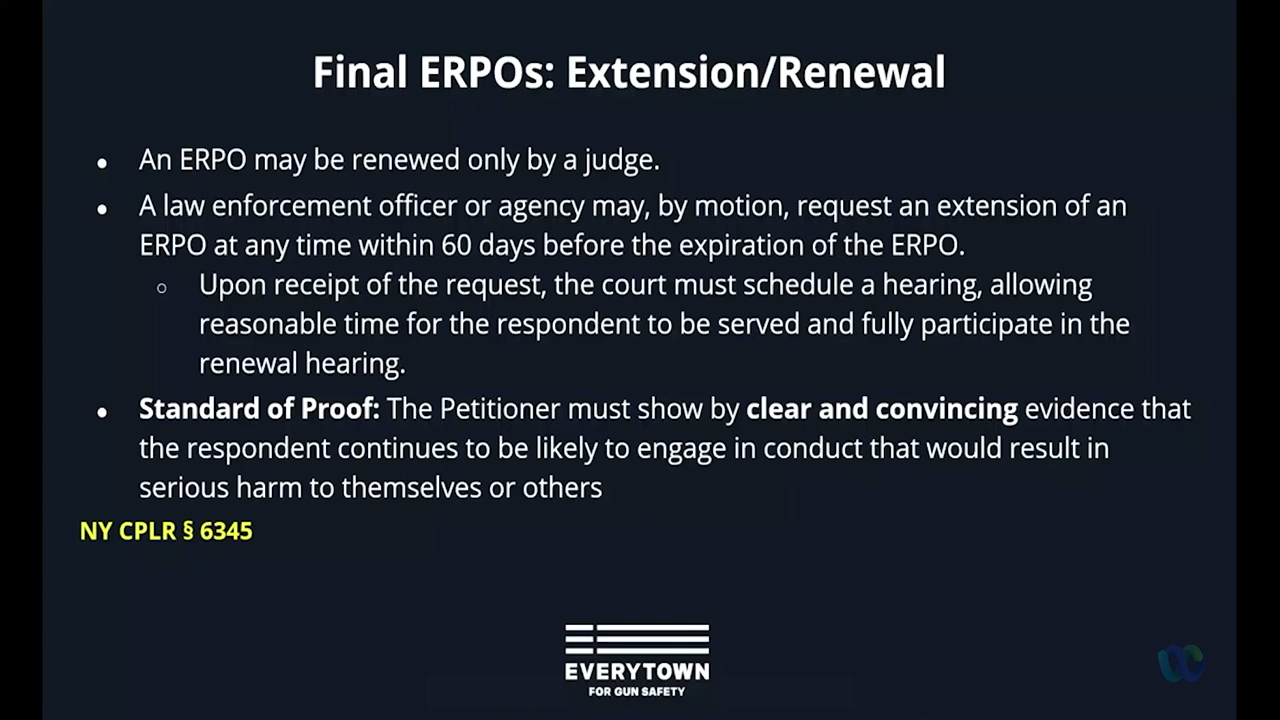 Final ERPOs: Extension/Renewal
• An ERPO may be renewed only by a judge.
• A law enforcement officer or agency may, by motion, request an extension of an
ERPO at any time within 60 days before the expiration of the ERPO.
○ Upon receipt of the request, the court must schedule a hearing, allowing
reasonable time for the respondent to be served and fully participate in the
renewal hearing.
• Standard of Proof: The Petitioner must show by clear and convincing evidence that
the respondent continues to be likely to engage in conduct that would result in
serious harm to themselves or others
NY CPLR § 6345
EVERYTOWN
FOR GUN SAFETY